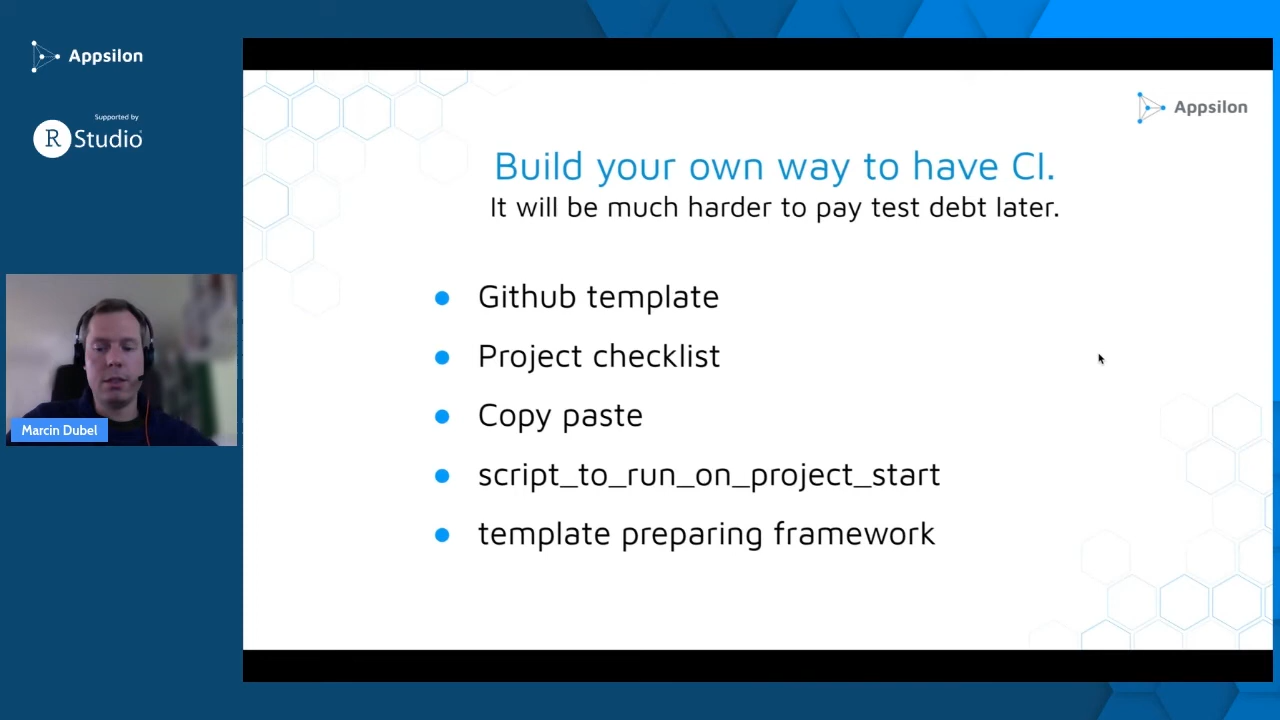 Appsilon
Supported by
R Studio
Marcin Dubel
Appsilon
Build your own way to have CI.
It will be much harder to pay test debt later.
Github template
Project checklist
Copy paste
script_to_run_on_project_start
template preparing framework